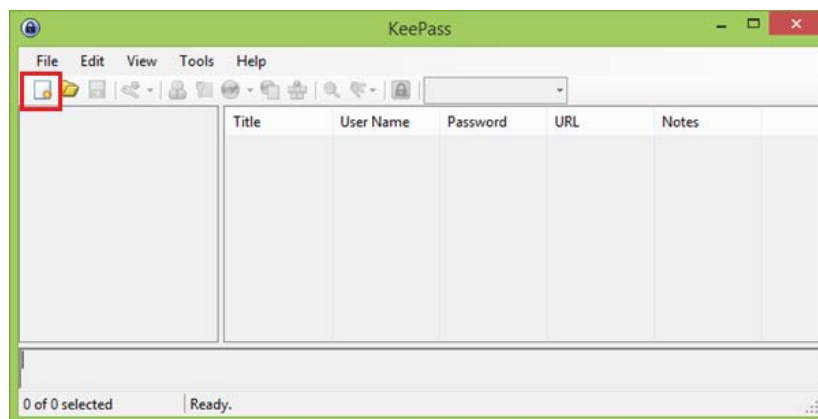 KeePass
File Edit View Tools Help
Title User Name Password URL Notes
0 of 0 selected Ready.